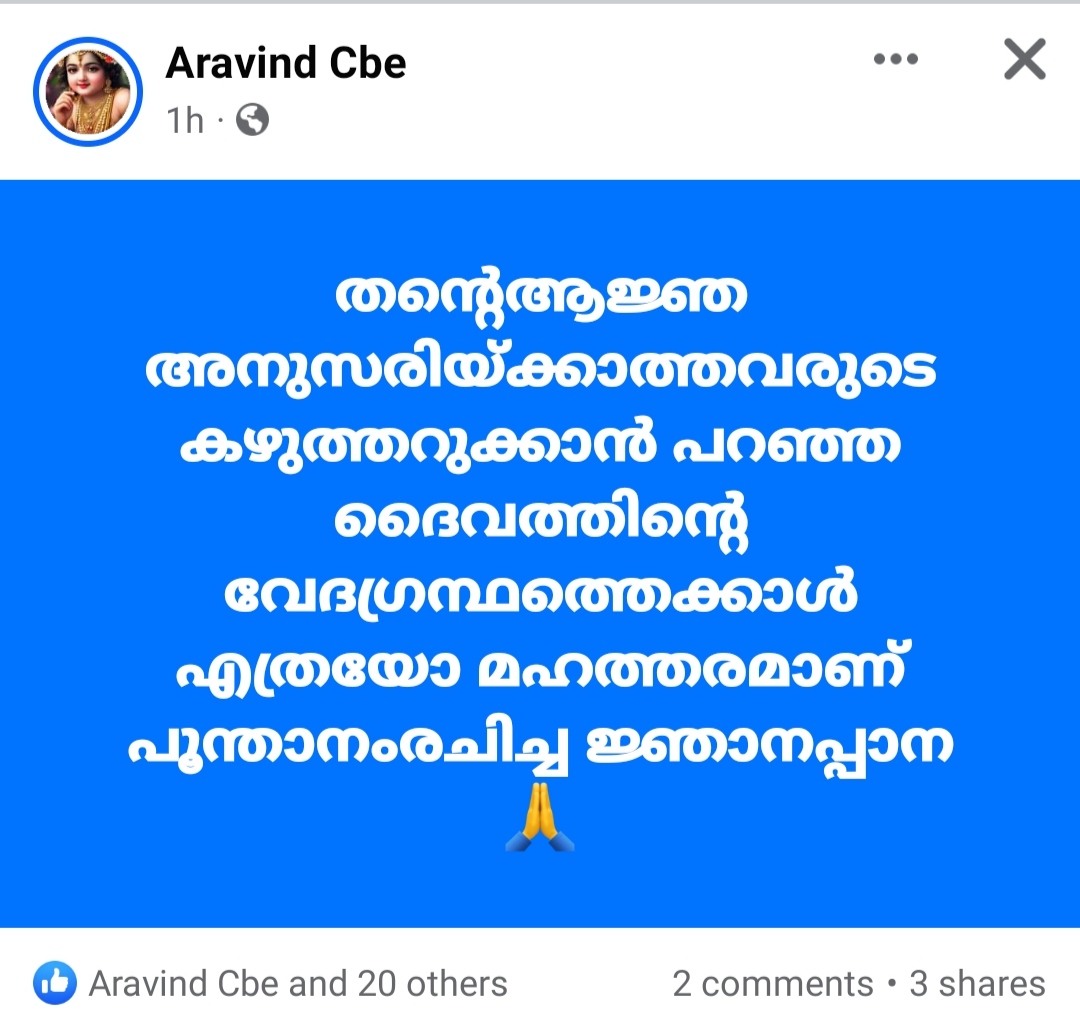 Aravind Cbe
1h ·
തന്റെആജ്ഞ
അനുസരിയ്ക്കാത്തവരുടെ
കഴുത്തറുക്കാൻ പറഞ്ഞ
ദൈവത്തിന്റെ
വേദഗ്രന്ഥത്തെക്കാൾ
എത്രയോ മഹത്തരമാണ്
പൂന്താനംരചിച്ച ജ്ഞാനപ്പാന
🙏
Aravind Cbe and 20 others
2 comments • 3 shares